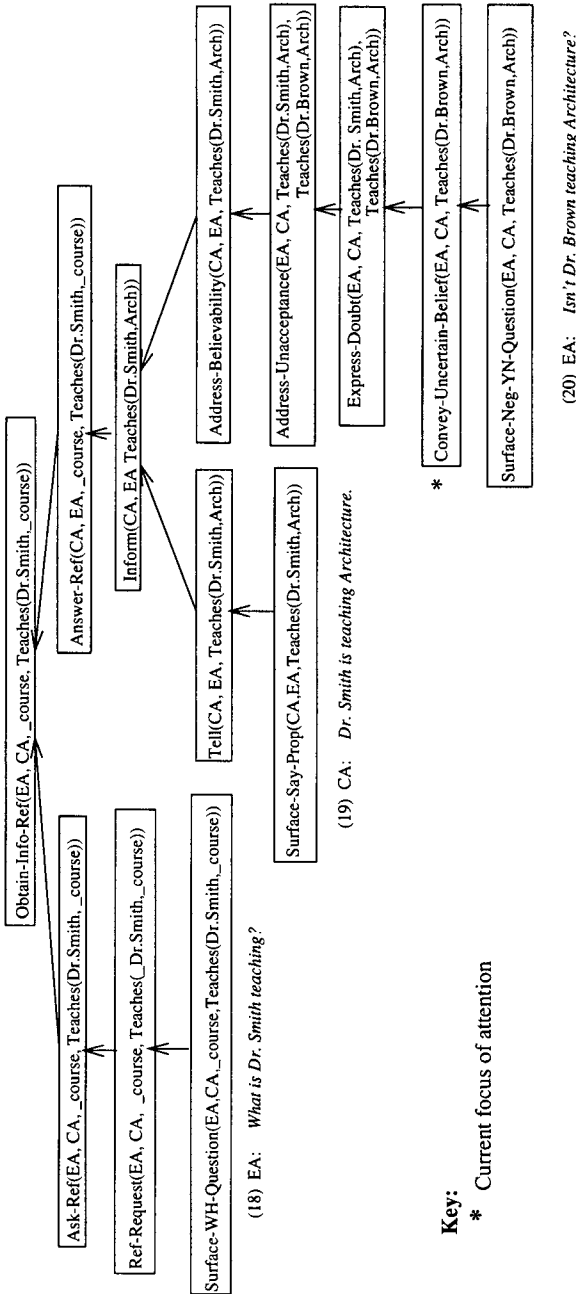 Obtain-Info-Ref(EA, CA, _course, Teaches(Dr.Smith,_course))
Ask-Ref(EA, CA, _course, Teaches(Dr.Smith, _course))
Ref-Request(EA, CA, _course, Teaches(_Dr.Smith,_course))
Surface-WH-Question(EA,CA,_course,Teaches(Dr.Smith,_course))
(18) EA: What is Dr. Smith teaching?
Answer-Ref(CA, EA, _course, Teaches(Dr.Smith,_course))
Inform(CA, EA Teaches(Dr.Smith,Arch))
Tell(CA, EA, Teaches(Dr.Smith,Arch))
Surface-Say-Prop(CA,EA,Teaches(Dr.Smith,Arch))
(19) CA: Dr. Smith is teaching Architecture.
Address-Believability(CA, EA, Teaches(Dr.Smith,Arch))
Address-Unacceptance(EA, CA, Teaches(Dr.Smith,Arch),
Teaches(Dr.Brown,Arch))
Express-Doubt(EA, CA, Teaches(Dr. Smith,Arch),
Teaches(Dr.Brown,Arch))
* Convey-Uncertain-Belief(EA, CA, Teaches(Dr.Brown,Arch))
Surface-Neg-YN-Question(EA, CA, Teaches(Dr.Brown,Arch))
(20) EA: Isn't Dr. Brown teaching Architecture?
Key:
* Current focus of attention